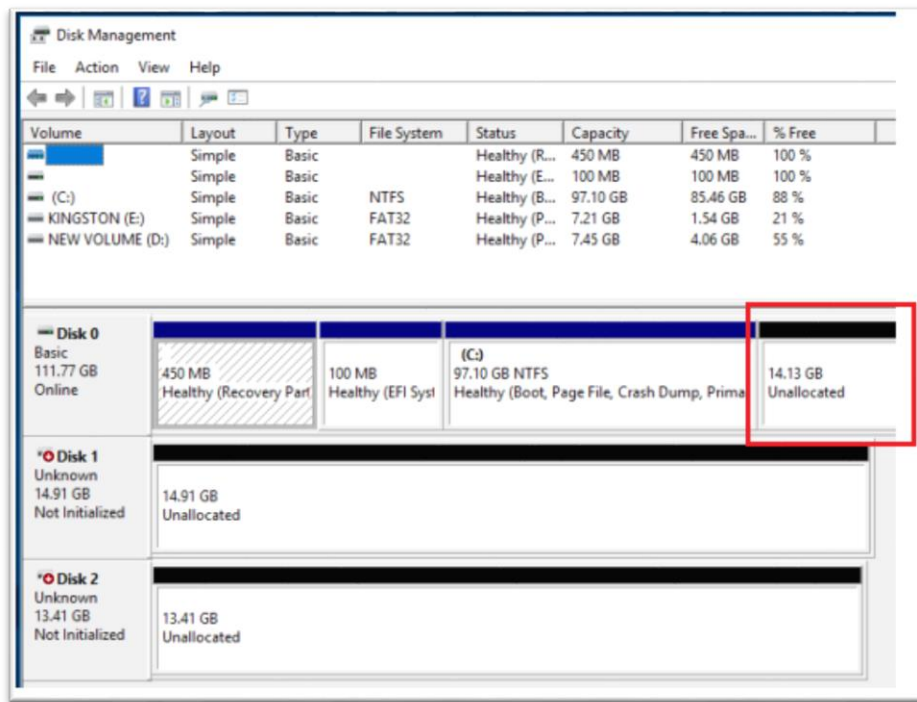 Disk Management
File Action View Help
Volume Layout Type File System Status Capacity Free Spa... % Free
Simple Basic Healthy (R... 450 MB 450 MB 100 %
Simple Basic Healthy (E... 100 MB 100 MB 100 %
(C:) Simple Basic NTFS Healthy (B... 97.10 GB 85.46 GB 88 %
KINGSTON (E:) Simple Basic FAT32 Healthy (P... 7.21 GB 1.54 GB 21 %
NEW VOLUME (D:) Simple Basic FAT32 Healthy (P... 7.45 GB 4.06 GB 55 %
Disk 0
Basic
111.77 GB
Online
450 MB
Healthy (Recovery Part
100 MB
Healthy (EFI Syst
(C:)
97.10 GB NTFS
Healthy (Boot, Page File, Crash Dump, Prima
14.13 GB
Unallocated
Disk 1
Unknown
14.91 GB
Not Initialized
14.91 GB
Unallocated
Disk 2
Unknown
13.41 GB
Not Initialized
13.41 GB
Unallocated